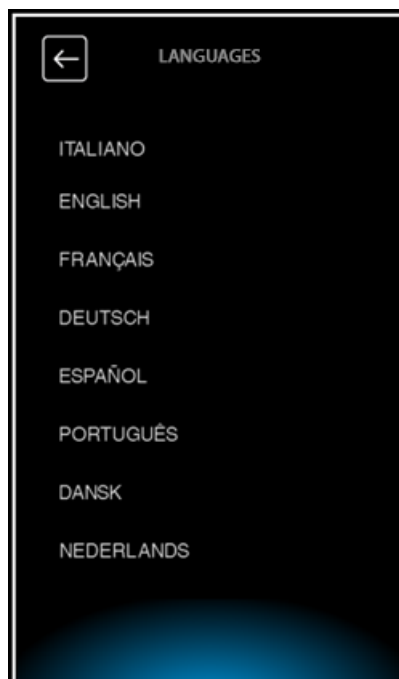 LANGUAGES
ITALIANO
ENGLISH
FRANÇAIS
DEUTSCH
ESPAÑOL
PORTUGUÊS
DANSK
NEDERLANDS